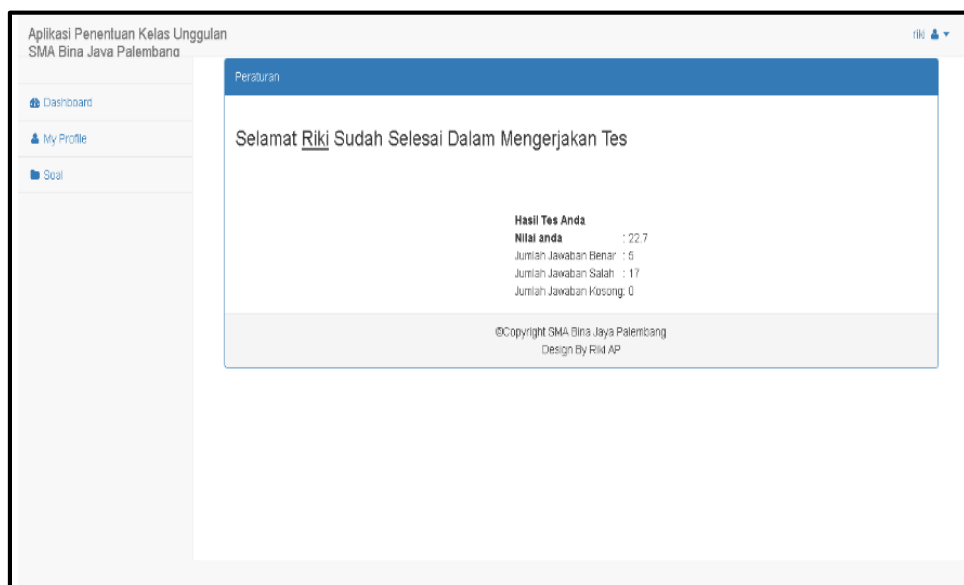 Aplikasi Penentuan Kelas Unggulan
SMA Bina Jaya Palembang
riki
Peraturan
Dashboard
My Profile
Soal
Selamat Riki Sudah Selesai Dalam Mengerjakan Tes
Hasil Tes Anda
Nilai anda : 22.7
Jumlah Jawaban Benar : 5
Jumlah Jawaban Salah : 17
Jumlah Jawaban Kosong: 0
©Copyright SMA Bina Jaya Palembang
Design By Riki AP